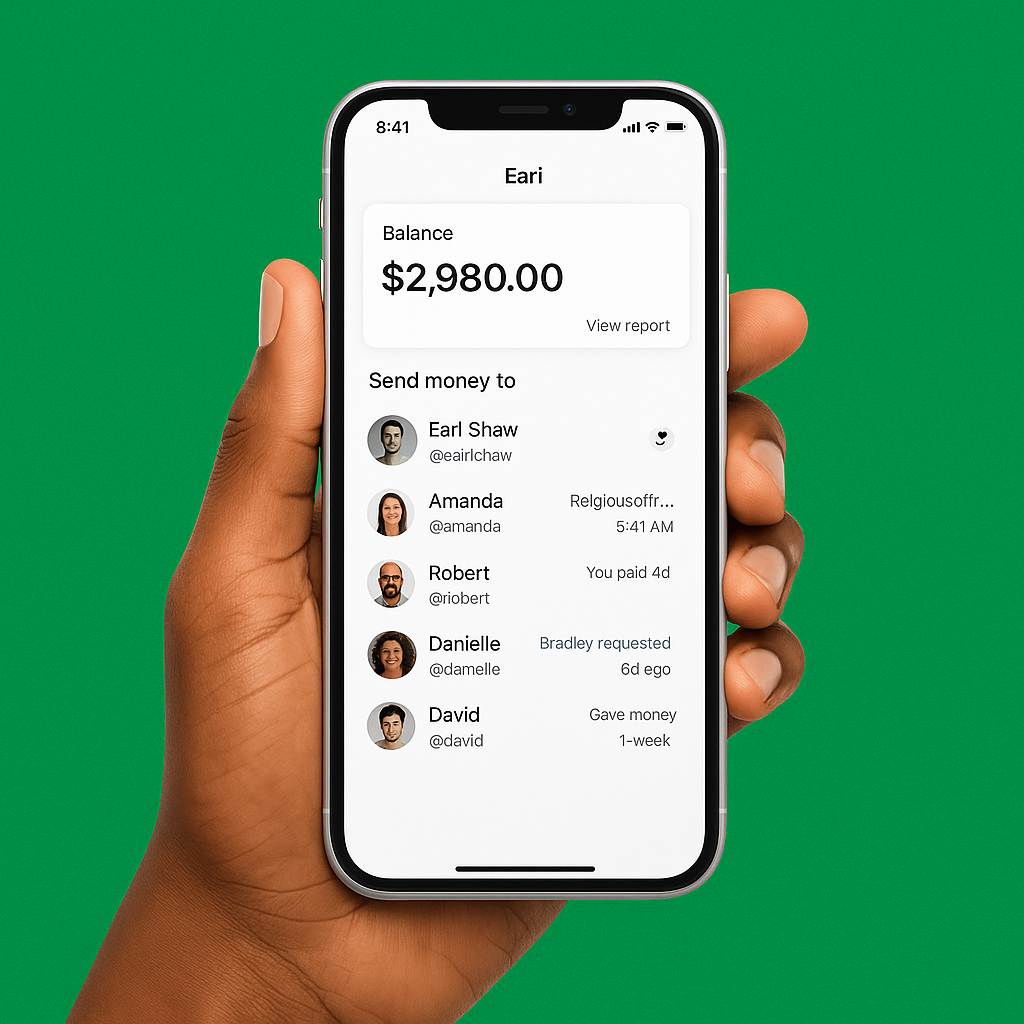 8:41
Eari
Balance
$2,980.00
View report
Send money to
Earl Shaw
@eairlchaw
Amanda
Relgiousoffr...
@amanda
5:41 AM
Robert
You paid 4d
@riobert
Danielle
Bradley requested
@damelle
6d ego
David
Gave money
@david
1-week